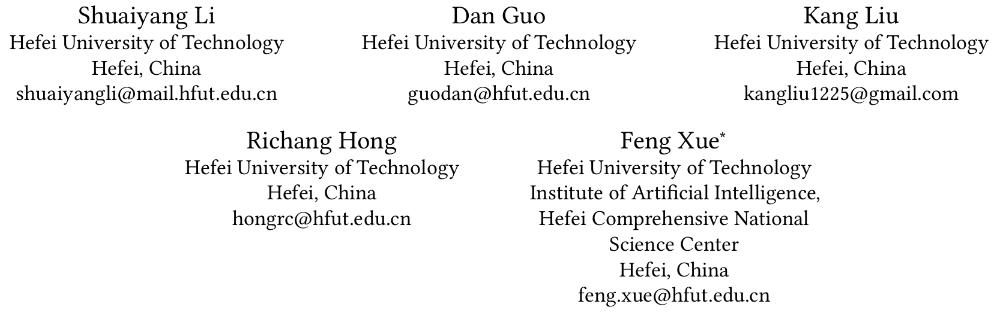 Shuaiyang Li
Hefei University of Technology
Hefei, China
shuaiyangli@mail.hfut.edu.cn
Dan Guo
Hefei University of Technology
Hefei, China
guodan@hfut.edu.cn
Kang Liu
Hefei University of Technology
Hefei, China
kangliu1225@gmail.com
Richang Hong
Hefei University of Technology
Hefei, China
hongrc@hfut.edu.cn
Feng Xue*
Hefei University of Technology
Institute of Artificial Intelligence,
Hefei Comprehensive National
Science Center
Hefei, China
feng.xue@hfut.edu.cn